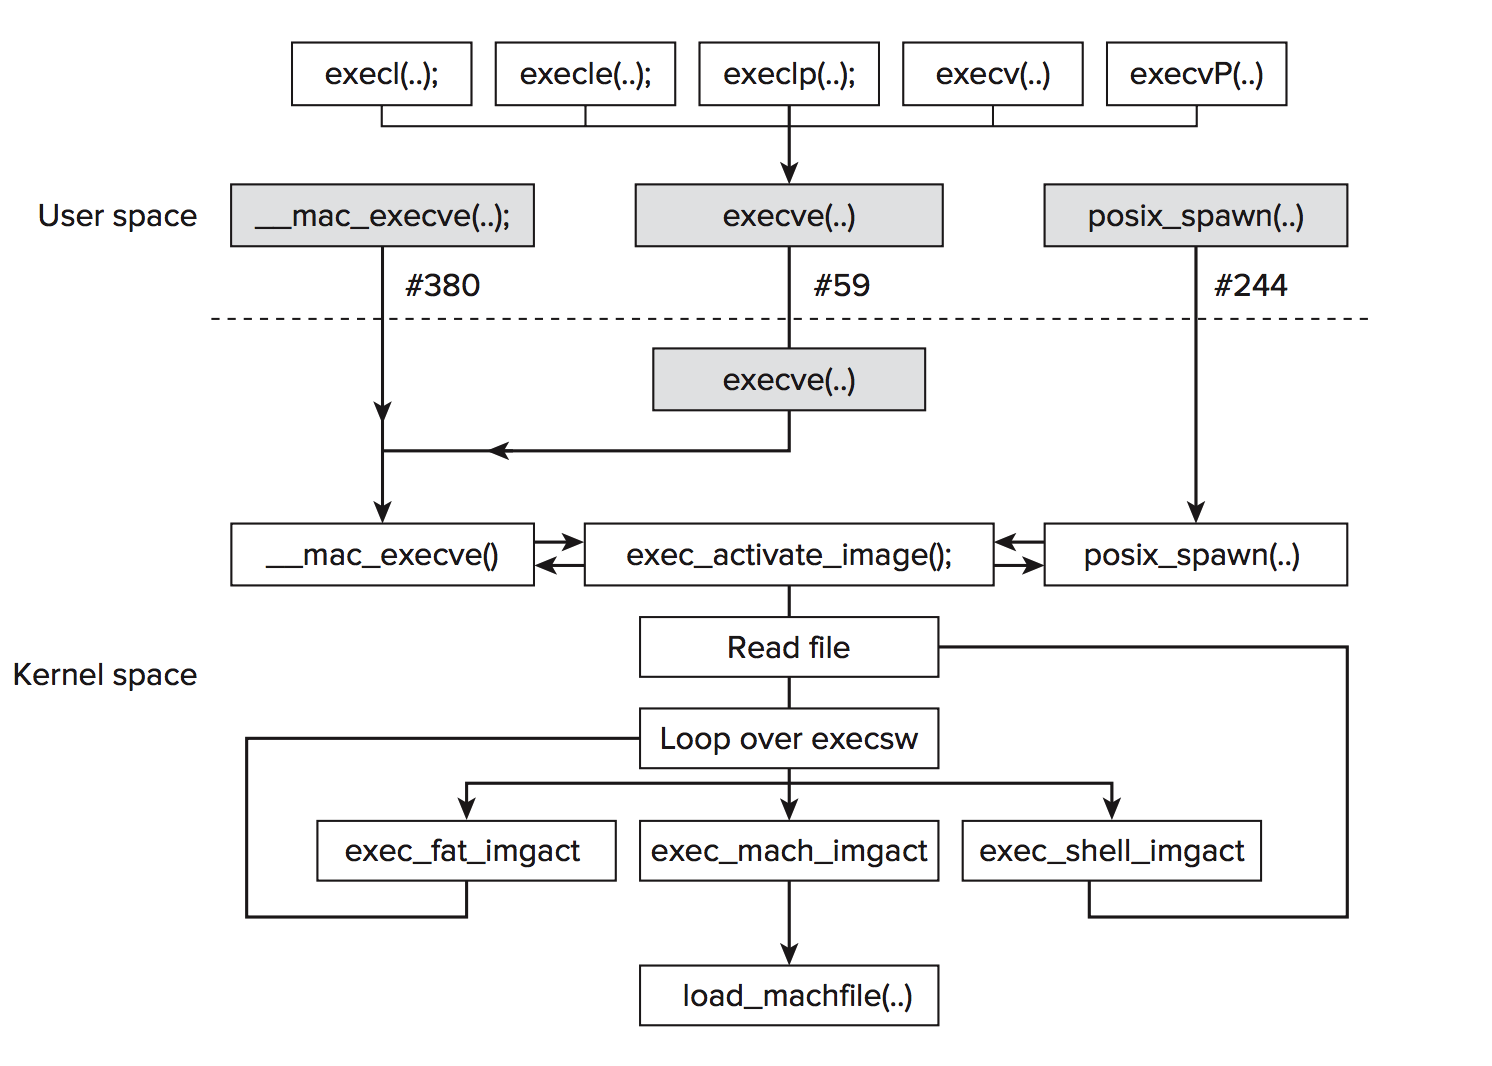 execl(..);
execle(..);
execlp(..);
execv(..)
execvP(..)
User space
__mac_execve(..);
execve(..)
posix_spawn(..)
#380
#59
#244
execve(..)
__mac_execve()
exec_activate_image();
posix_spawn(..)
Read file
Kernel space
Loop over execsw
exec_fat_imgact
exec_mach_imgact
exec_shell_imgact
load_machfile(..)